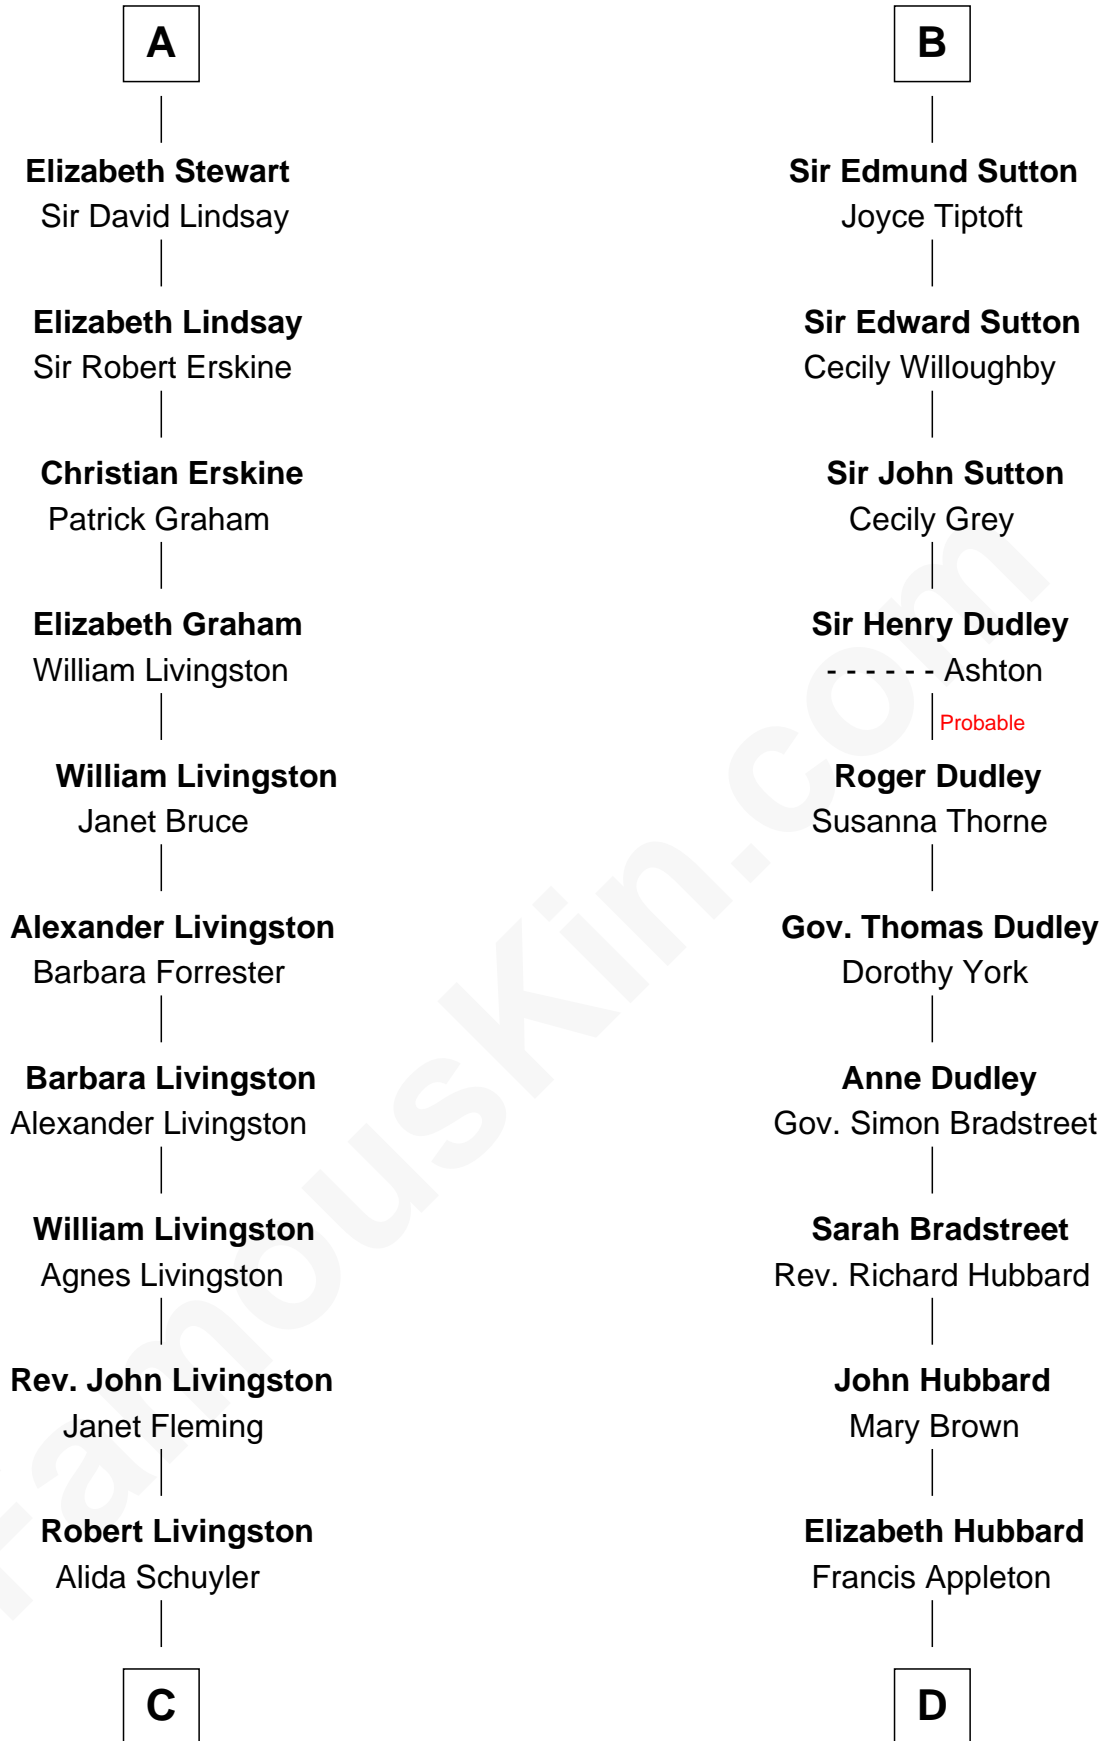 A
Elizabeth Stewart
Sir David Lindsay
Elizabeth Lindsay
Sir Robert Erskine
Christian Erskine
Patrick Graham
Elizabeth Graham
William Livingston
William Livingston
Janet Bruce
Alexander Livingston
Barbara Forrester
Barbara Livingston
Alexander Livingston
William Livingston
Agnes Livingston
Rev. John Livingston
Janet Fleming
Robert Livingston
Alida Schuyler
C
B
Sir Edmund Sutton
Joyce Tiptoft
Sir Edward Sutton
Cecily Willoughby
Sir John Sutton
Cecily Grey
Sir Henry Dudley
- - - - - - Ashton
Probable
Roger Dudley
Susanna Thorne
Gov. Thomas Dudley
Dorothy York
Anne Dudley
Gov. Simon Bradstreet
Sarah Bradstreet
Rev. Richard Hubbard
John Hubbard
Mary Brown
Elizabeth Hubbard
Francis Appleton
D
FamousKin.com